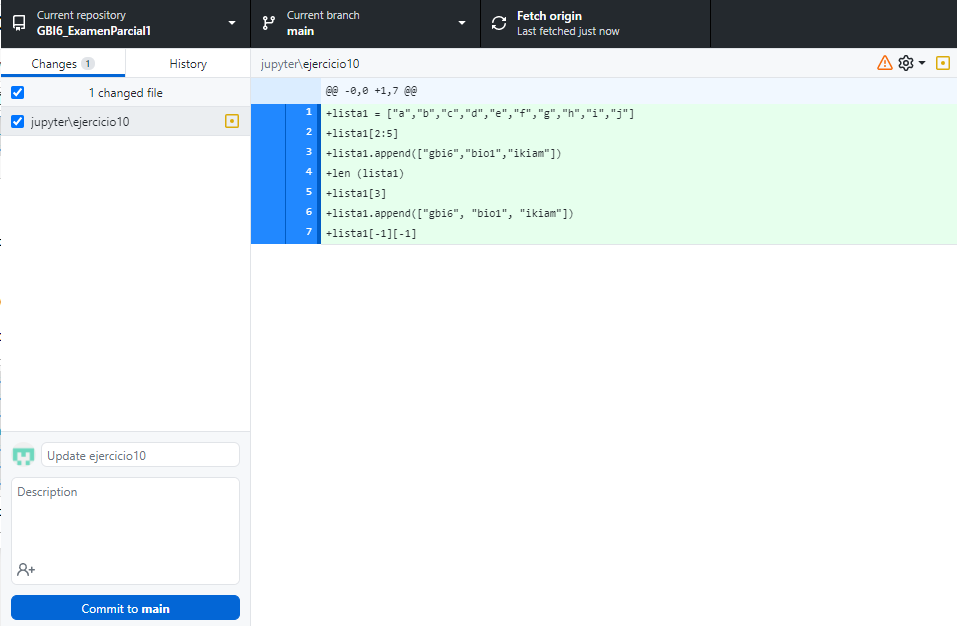 Current repository
GBI6_ExamenParcial1
Current branch
main
Fetch origin
Last fetched just now
Changes 1
History
1 changed file
jupyter\ejercicio10
Update ejercicio10
Description
Commit to main
jupyter\ejercicio10
@@ -0,0 +1,7 @@
1 +lista1 = ["a","b","c","d","e","f","g","h","i","j"]
2 +lista1[2:5]
3 +lista1.append(["gbi6","bio1","ikiam"])
4 +len (lista1)
5 +lista1[3]
6 +lista1.append(["gbi6", "bio1", "ikiam"])
7 +lista1[-1][-1]